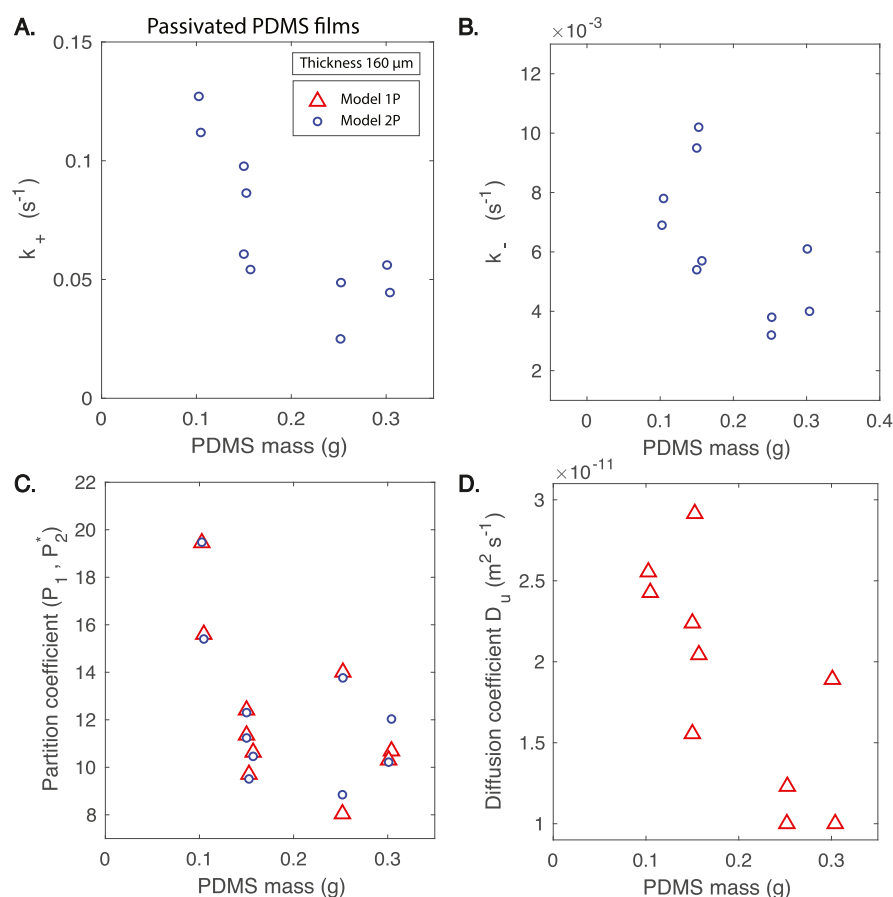 A.
Passivated PDMS films
Thickness 160 µm
Model 1P
Model 2P
0.15
0.1
0.05
0
k₊ (s⁻¹)
0 0.1 0.2 0.3
PDMS mass (g)
B.
×10⁻³
12
10
8
6
4
2
k₋ (s⁻¹)
0 0.1 0.2 0.3 0.4
PDMS mass (g)
C.
22
20
18
16
14
12
10
8
Partition coefficient (P₁ , P₂*)
0 0.1 0.2 0.3
PDMS mass (g)
D.
×10⁻¹¹
3
2.5
2
1.5
1
Diffusion coefficient Dᵤ (m² s⁻¹)
0 0.1 0.2 0.3
PDMS mass (g)